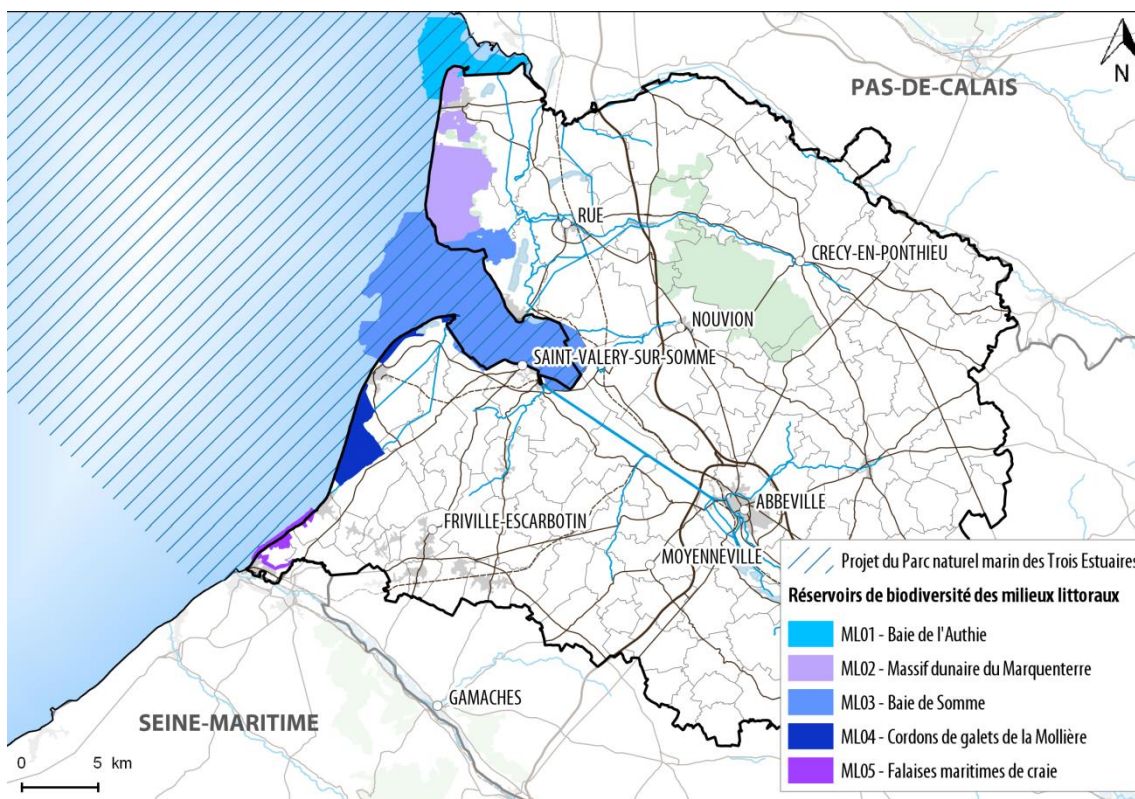 N
PAS-DE-CALAIS
RUE
CRECY-EN-PONTHIEU
NOUVION
SAINT-VALERY-SUR-SOMME
ABBEVILLE
FRIVILLE-ESCARBOTIN
MOYENNEVILLE
GAMACHES
SEINE-MARITIME
0 5 km
Projet du Parc naturel marin des Trois Estuaires
Réservoirs de biodiversité des milieux littoraux
ML01 - Baie de l'Authie
ML02 - Massif dunaire du Marquenterre
ML03 - Baie de Somme
ML04 - Cordons de galets de la Mollière
ML05 - Falaises maritimes de craie